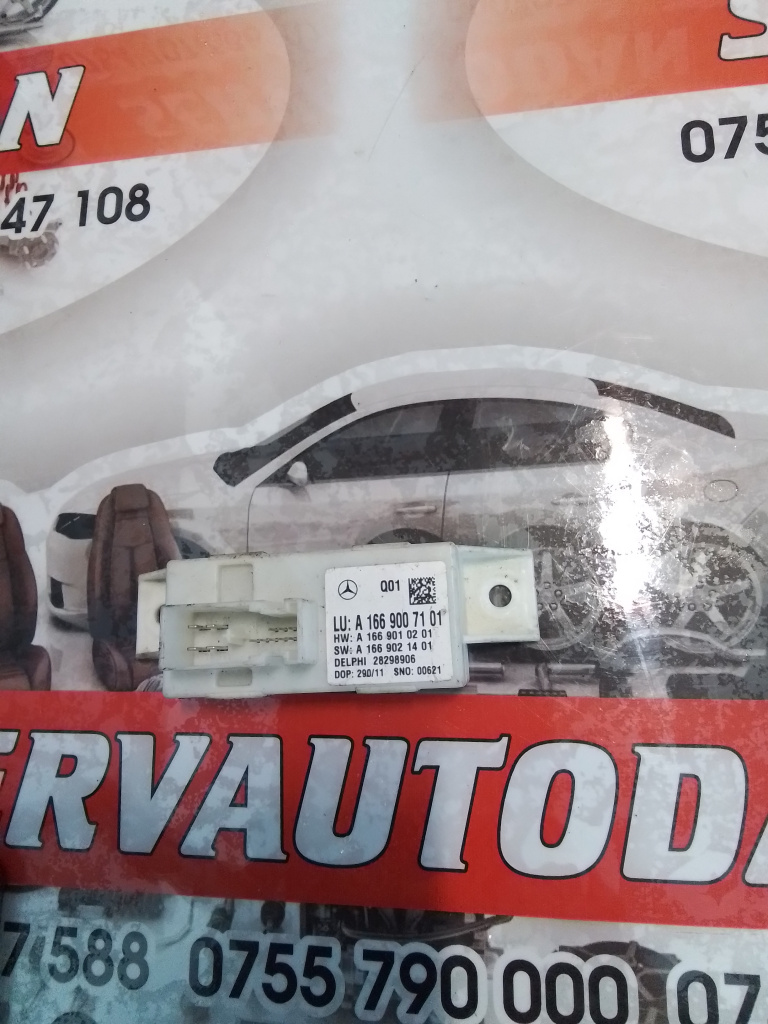 N
S
075
47 108
Q01
LU: A 166 900 71 01
HW: A 166 901 02 01
SW: A 166 902 14 01
DELPHI 28298906
DOP: 290/11 SNO: 00621
ERVAUTODA
7 588 0755 790 000 07